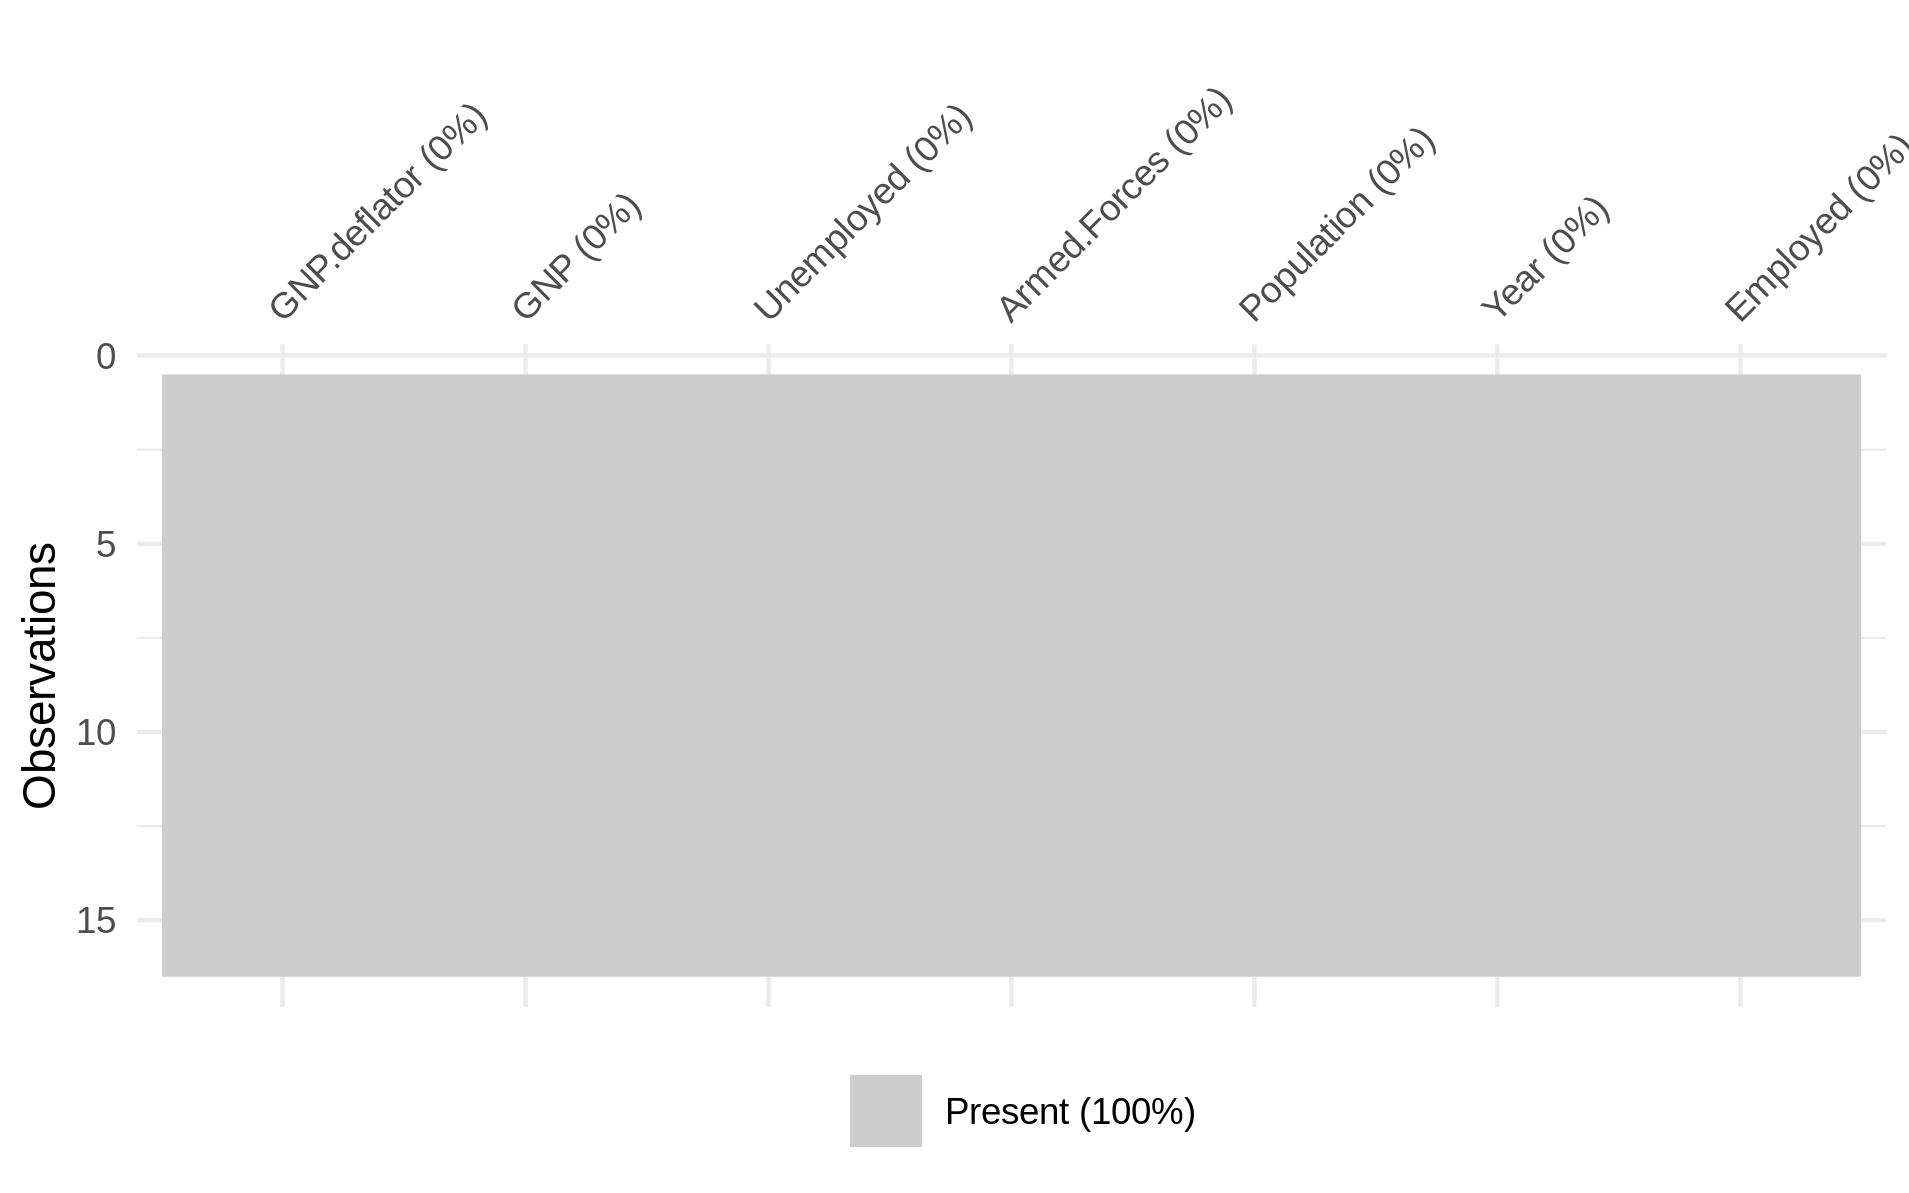 GNP.deflator (0%)
GNP (0%)
Unemployed (0%)
Armed.Forces (0%)
Population (0%)
Year (0%)
Employed (0%)
0
5
10
15
Observations
Present (100%)